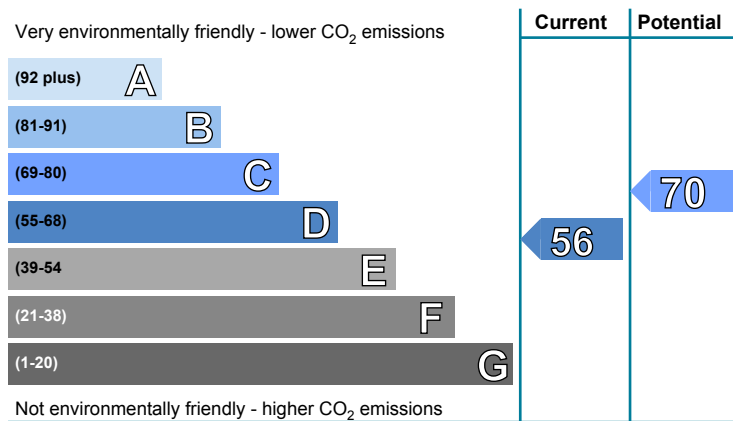 Current Potential
Very environmentally friendly - lower CO2 emissions
(92 plus) A
(81-91) B
(69-80) C
70
(55-68) D
56
(39-54 E
(21-38) F
(1-20) G
Not environmentally friendly - higher CO2 emissions